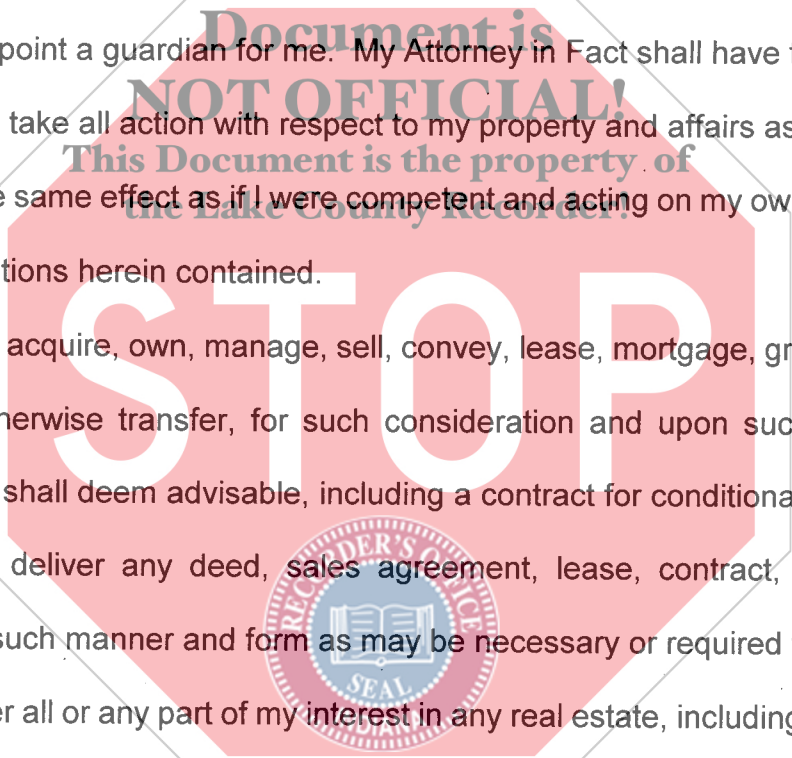 Document is
point a guardian for me. My Attorney in Fact shall have
NOT OFFICIAL!
take all action with respect to my property and affairs as
This Document is the property of
same effect as if I were competent and acting on my ow
the Lake County Recorder!
tions herein contained.
STOP
acquire, own, manage, sell, convey, lease, mortgage, gr
herwise transfer, for such consideration and upon suc
shall deem advisable, including a contract for conditiona
deliver any deed, sales agreement, lease, contract,
such manner and form as may be necessary or required
er all or any part of my interest in any real estate, including
RECORDER'S OFFICE
SEAL
INDIANA